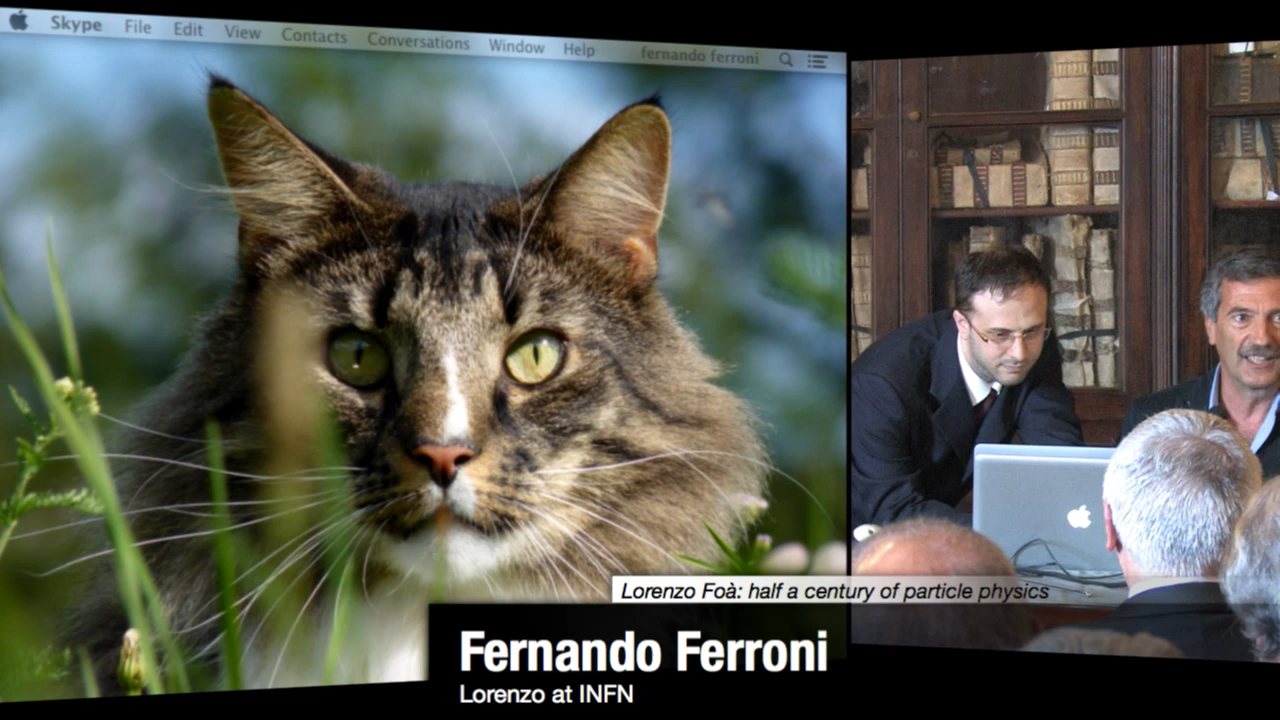 Skype File Edit View Contacts Conversations Window Help fernando ferroni
Lorenzo Foà: half a century of particle physics
Fernando Ferroni
Lorenzo at INFN